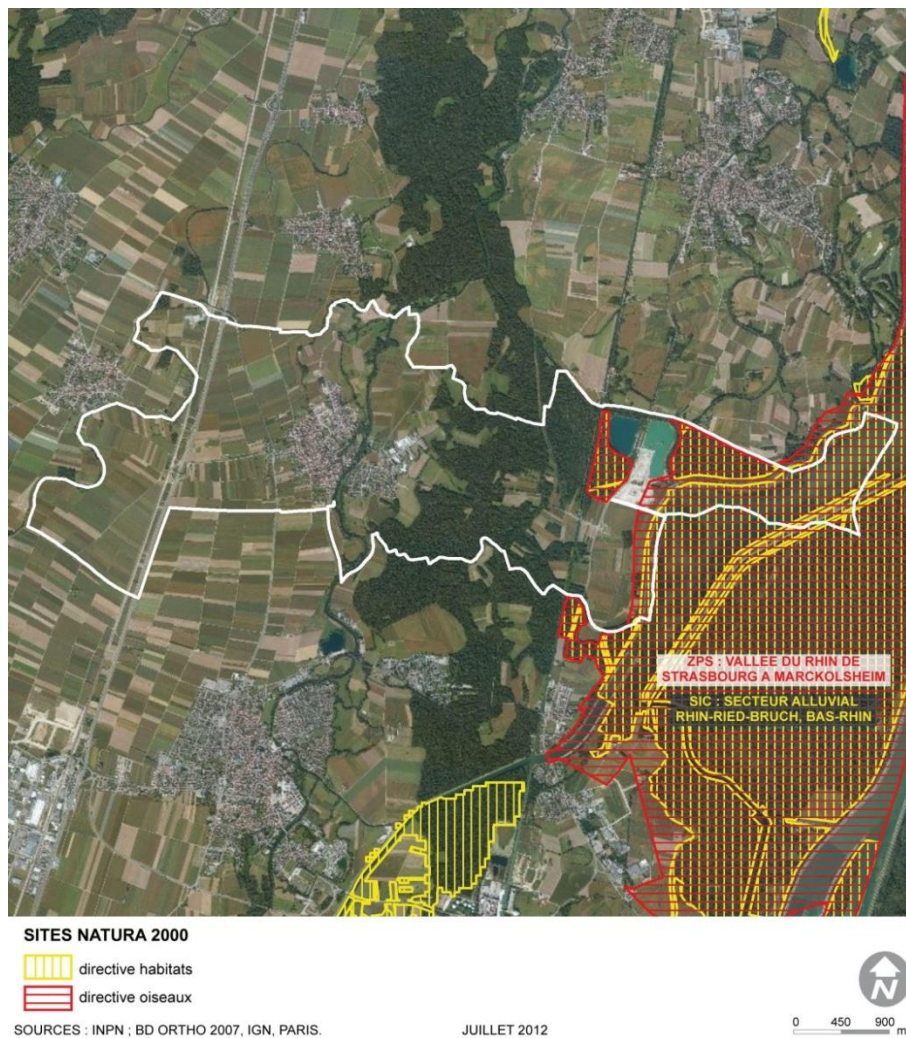 ZPS : VALLEE DU RHIN DE
STRASBOURG A MARCKOLSHEIM
SIC : SECTEUR ALLUVIAL
RHIN-RIED-BRUCH, BAS-RHIN
SITES NATURA 2000
directive habitats
directive oiseaux
N
SOURCES : INPN ; BD ORTHO 2007, IGN, PARIS.
JUILLET 2012
0 450 900
m